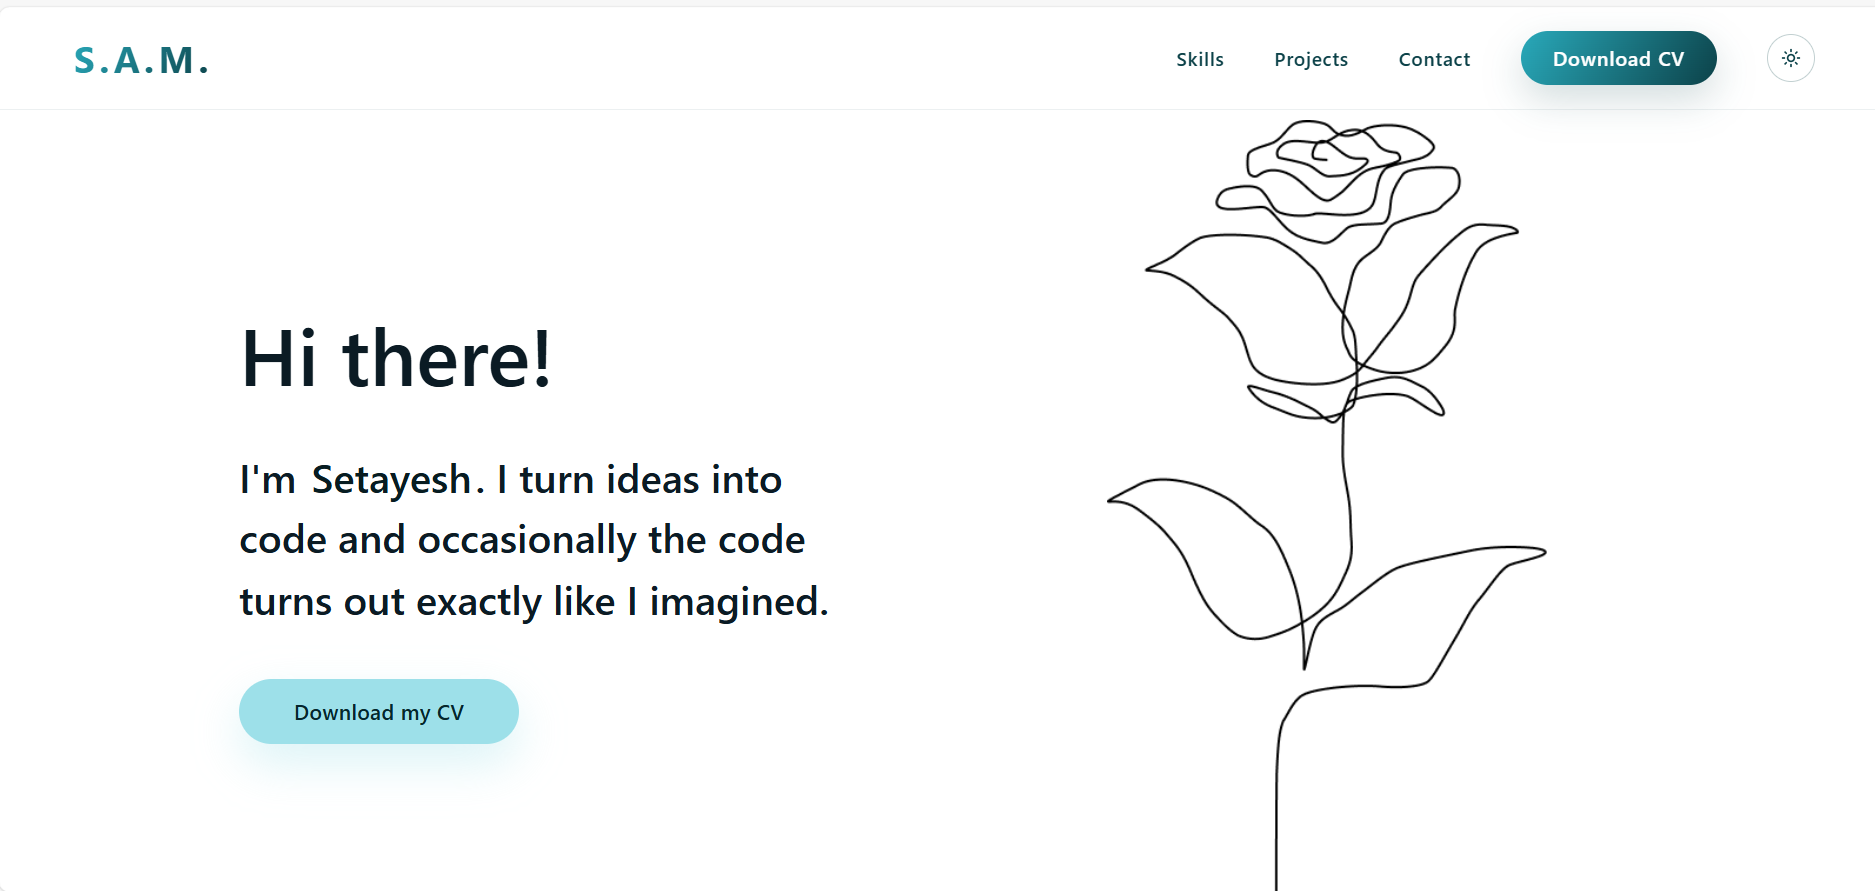 S.A.M.
Skills
Projects
Contact
Download CV
Hi there!
I'm Setayesh. I turn ideas into
code and occasionally the code
turns out exactly like I imagined.
Download my CV